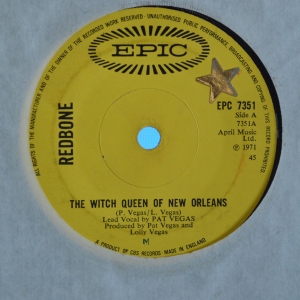 MADE IN ENGLAND · UNAUTHORISED PUBLIC PERFORMANCE, BROADCASTING AND COPYING OF THIS RECORD PROHIBITED
ALL RIGHTS OF THE MANUFACTURER AND OF THE OWNER OF THE RECORDED WORK RESERVED
EPIC
REDBONE
EPC 7351
Side A
7351A
April Music
Ltd.
Ⓟ 1971
45
THE WITCH QUEEN OF NEW ORLEANS
(P. Vegas/L. Vegas)
Lead Vocal by PAT VEGAS
Produced by Pat Vegas and
Lolly Vegas
M
A PRODUCT OF CBS RECORDS MADE IN ENGLAND